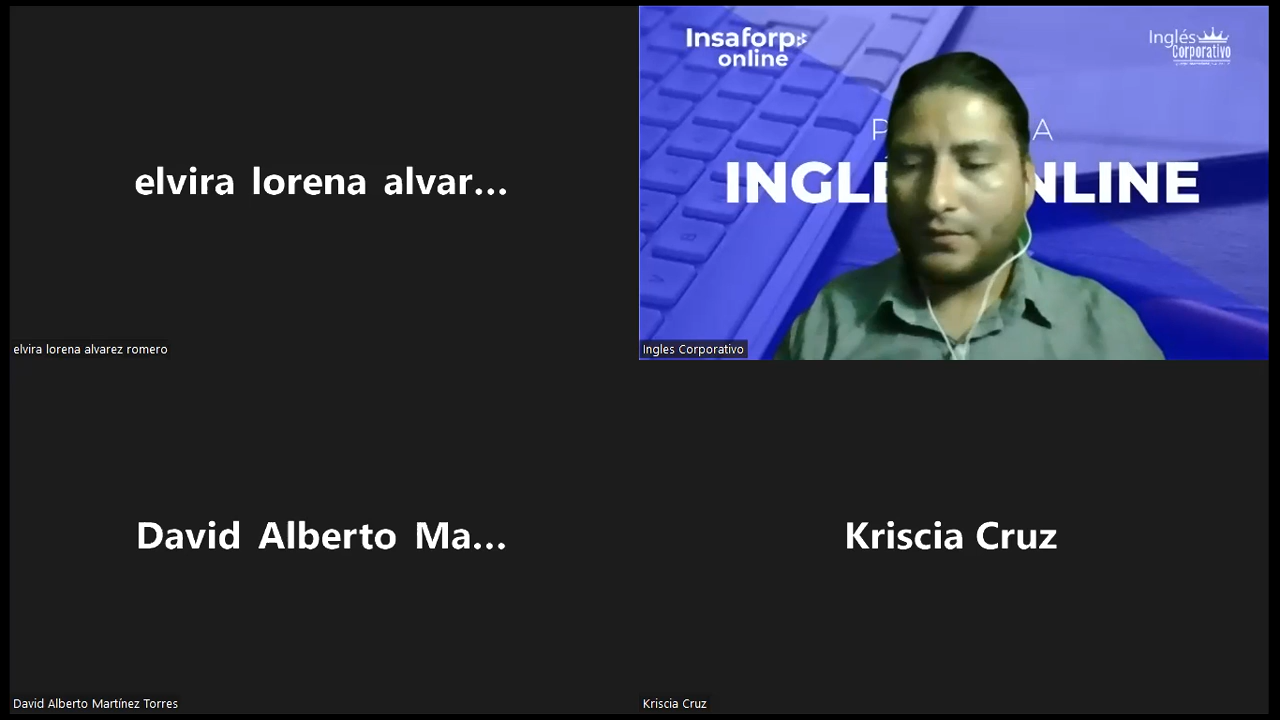 elvira lorena alvar...
elvira lorena alvarez romero
Insaforp
online
Inglés
Corporativo
P
A
INGLÉ
NLINE
Ingles Corporativo
David Alberto Ma...
David Alberto Martínez Torres
Kriscia Cruz
Kriscia Cruz